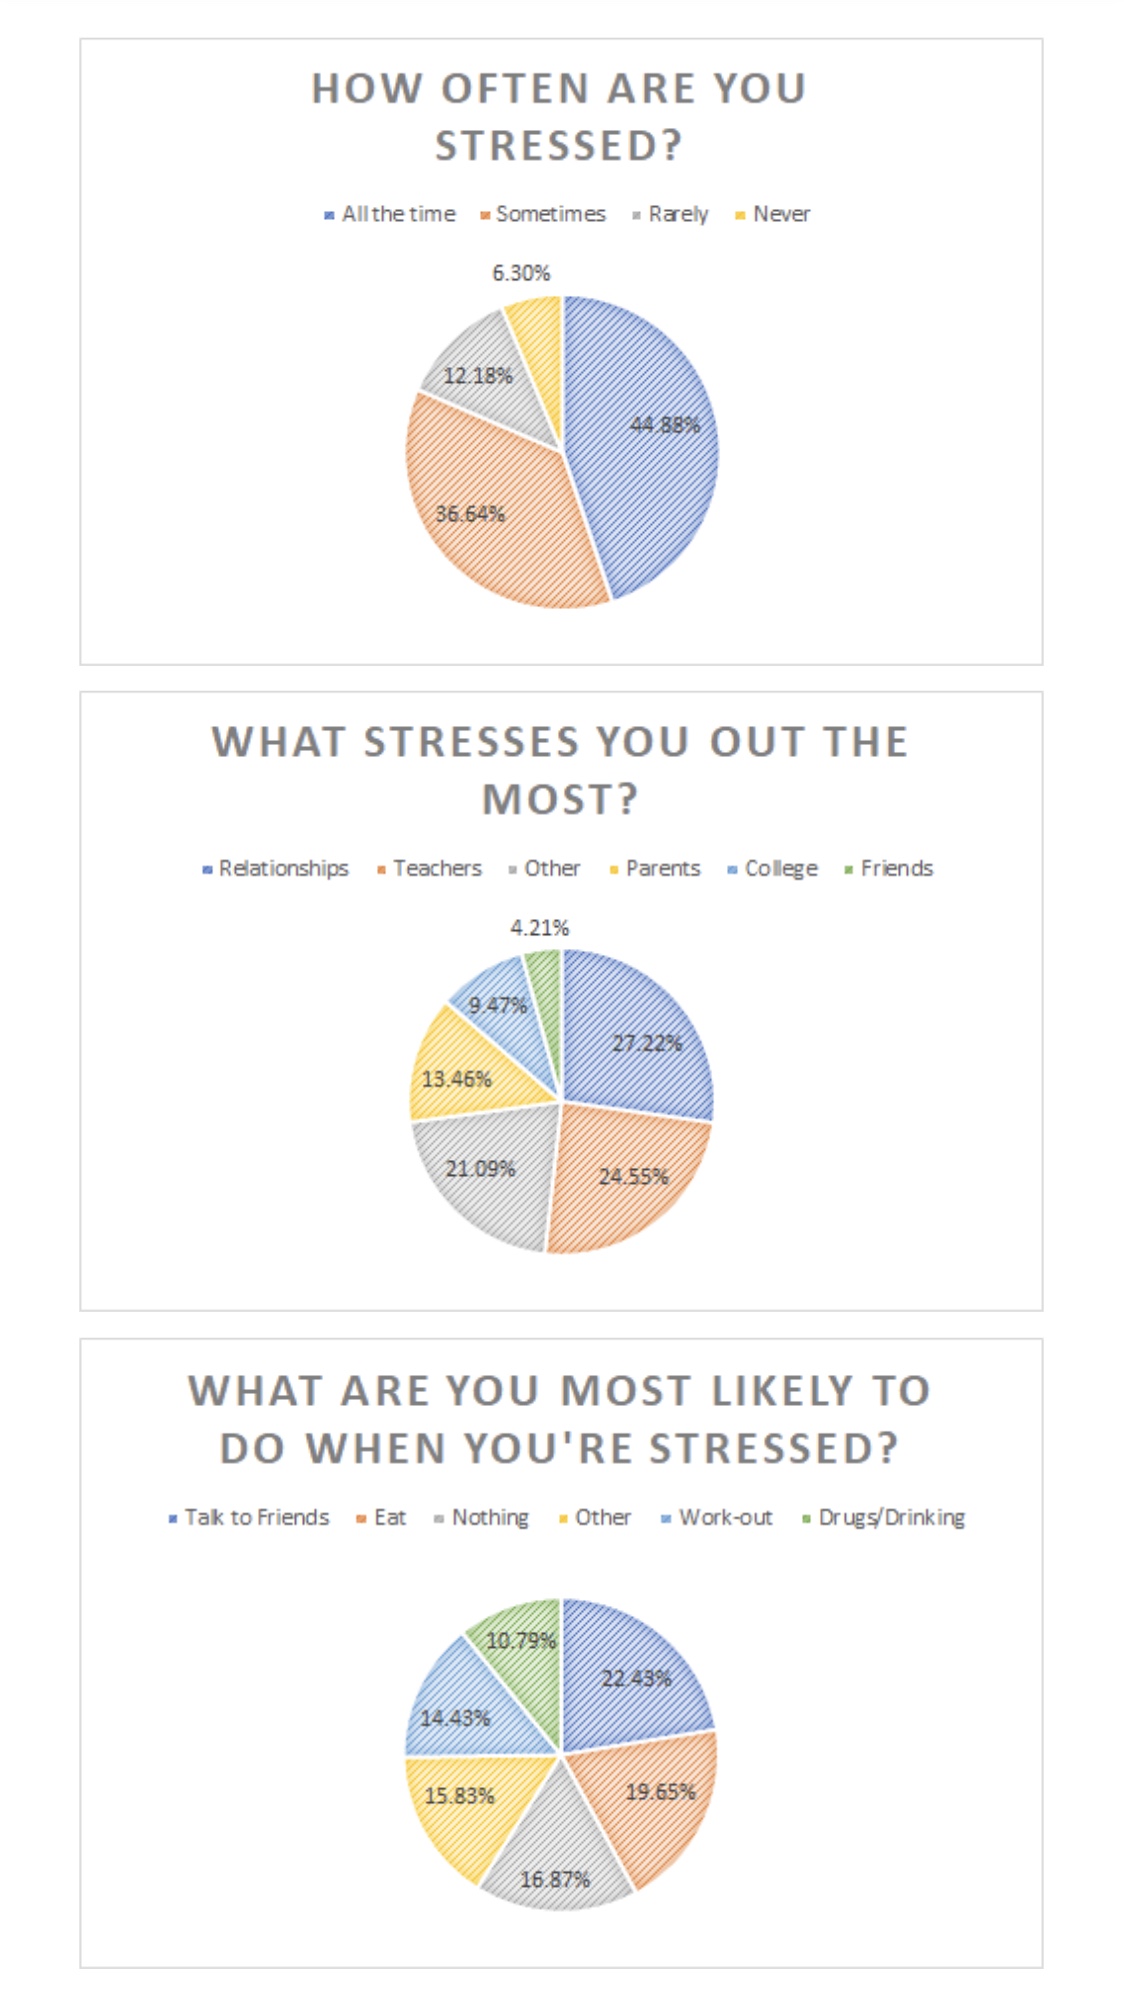 HOW OFTEN ARE YOU
STRESSED?
All the time Sometimes Rarely Never
6.30%
12.18%
44.88%
36.64%
WHAT STRESSES YOU OUT THE
MOST?
Relationships Teachers Other Parents College Friends
4.21%
9.47%
27.22%
13.46%
21.09%
24.55%
WHAT ARE YOU MOST LIKELY TO
DO WHEN YOU'RE STRESSED?
Talk to Friends Eat Nothing Other Work-out Drugs/Drinking
10.79%
22.43%
14.43%
15.83%
19.65%
16.87%